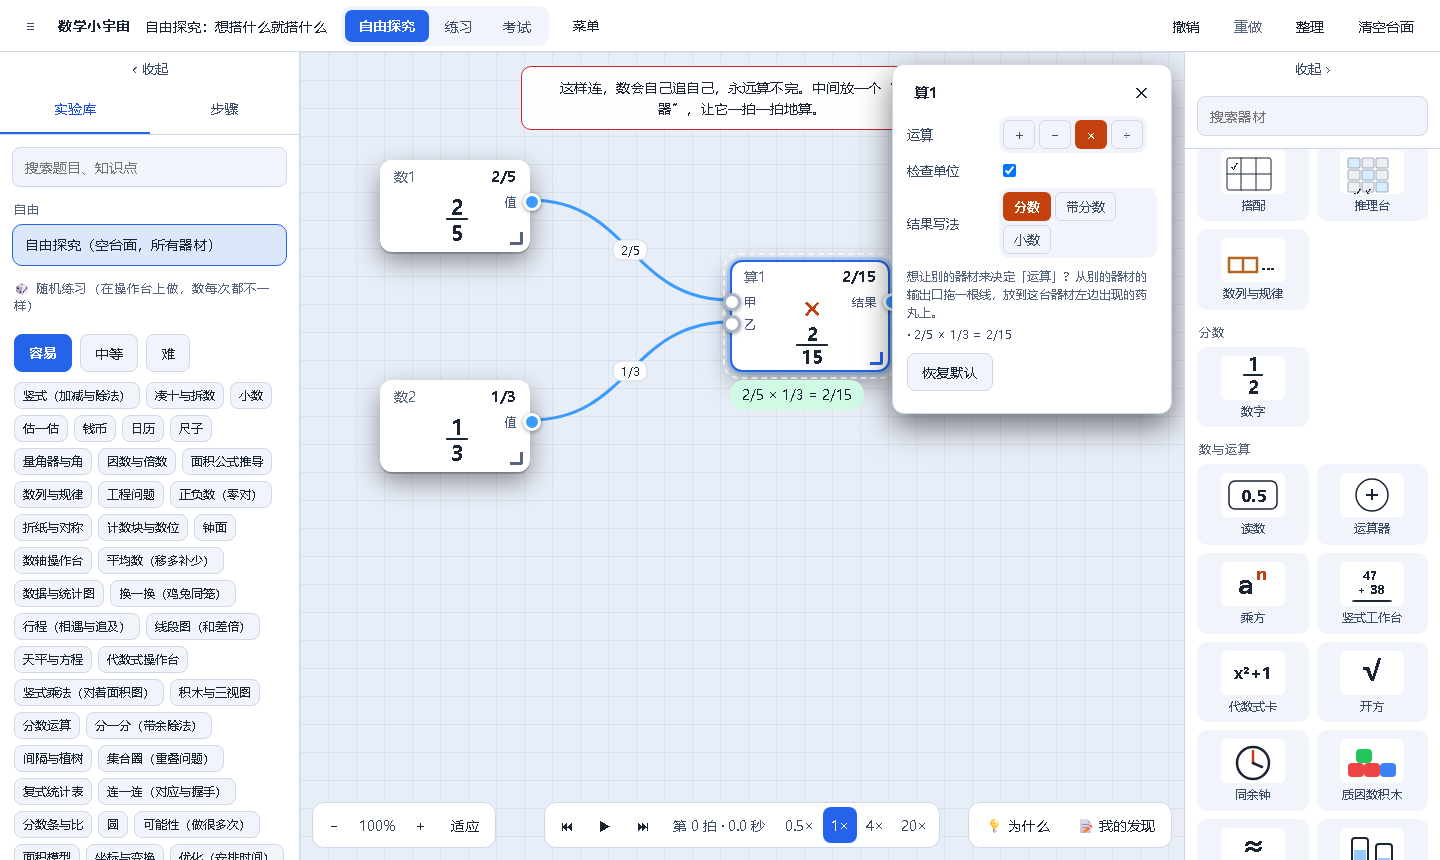 ≡ 数学小宇宙 自由探究：想搭什么就搭什么 自由探究 练习 考试 菜单 撤销 重做 整理 清空台面
‹ 收起
实验库 步骤
搜索题目、知识点
自由
自由探究（空台面，所有器材）
随机练习（在操作台上做，数每次都不一
样）
容易 中等 难
竖式（加减与除法） 凑十与拆数 小数
估一估 钱币 日历 尺子
量角器与角 因数与倍数 面积公式推导
数列与规律 工程问题 正负数（零对）
折纸与对称 计数块与数位 钟面
数轴操作台 平均数（移多补少）
数据与统计图 换一换（鸡兔同笼）
行程（相遇与追及） 线段图（和差倍）
天平与方程 代数式操作台
竖式乘法（对着面积图） 积木与三视图
分数运算 分一分（带余除法）
间隔与植树 集合圈（重叠问题）
复式统计表 连一连（对应与握手）
分数条与比 圆 可能性（做很多次）
面积模型 坐标与变换 优化（安排时间）
这样连，数会自己追自己，永远算不完。中间放一个“
器”，让它一拍一拍地算。
数1 2/5
值
2
5
数2 1/3
值
1
3
2/5
1/3
算1 2/15
甲 结果
乙
×
2
15
2/5 × 1/3 = 2/15
算1 ✕
运算 + − × ÷
检查单位
结果写法 分数 带分数
小数
想让别的器材来决定「运算」？从别的器材的
输出口拖一根线，放到这台器材左边出现的药
丸上。
· 2/5 × 1/3 = 2/15
恢复默认
− 100% + 适应
第 0 拍 · 0.0 秒 0.5× 1× 4× 20×
为什么 我的发现
收起 ›
搜索器材
搭配 推理台
...
数列与规律
分数
1
2
数字
数与运算
0.5 +
读数 运算器
aⁿ 47
+ 38
乘方 竖式工作台
x²+1 √
代数式卡 开方
同余钟 质因数积木
≈